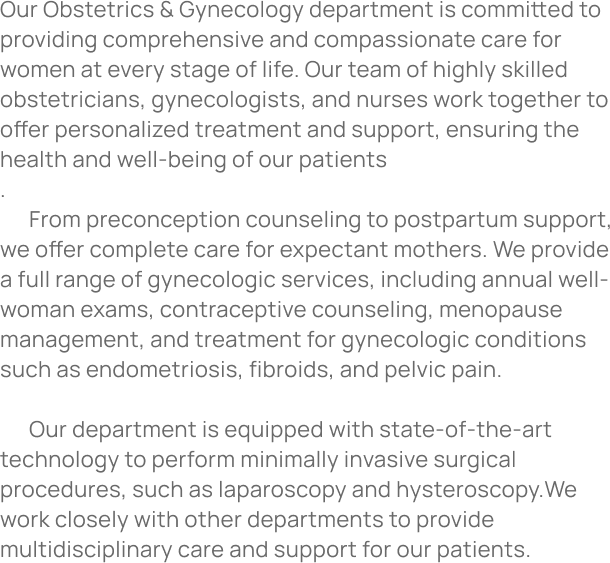 Our Obstetrics & Gynecology department is committed to
providing comprehensive and compassionate care for
women at every stage of life. Our team of highly skilled
obstetricians, gynecologists, and nurses work together to
offer personalized treatment and support, ensuring the
health and well-being of our patients
.
From preconception counseling to postpartum support,
we offer complete care for expectant mothers. We provide
a full range of gynecologic services, including annual well-
woman exams, contraceptive counseling, menopause
management, and treatment for gynecologic conditions
such as endometriosis, fibroids, and pelvic pain.
Our department is equipped with state-of-the-art
technology to perform minimally invasive surgical
procedures, such as laparoscopy and hysteroscopy.We
work closely with other departments to provide
multidisciplinary care and support for our patients.